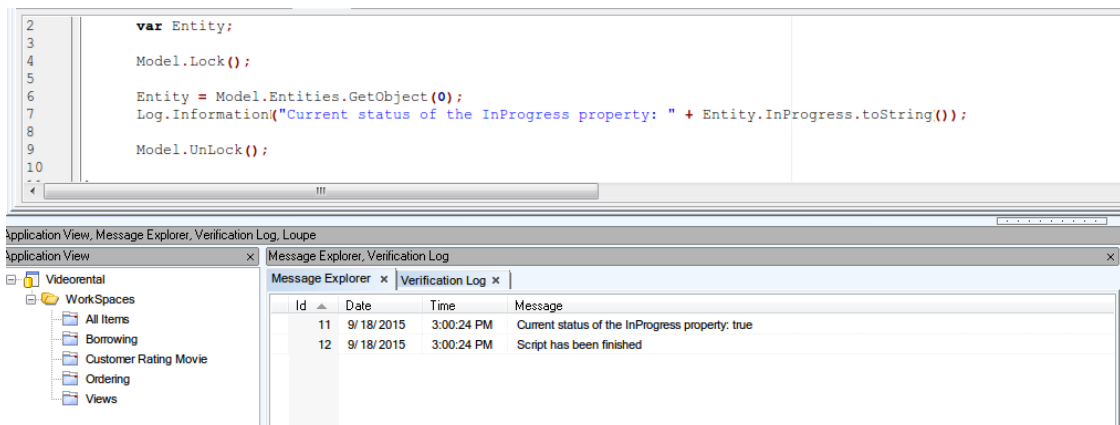 2 var Entity;
3
4 Model.Lock();
5
6 Entity = Model.Entities.GetObject(0);
7 Log.Information("Current status of the InProgress property: " + Entity.InProgress.toString());
8
9 Model.UnLock();
10
Application View, Message Explorer, Verification Log, Loupe
Application View × Message Explorer, Verification Log ×
Message Explorer × Verification Log ×
Videorental
WorkSpaces
All Items
Borrowing
Customer Rating Movie
Ordering
Views
Id Date Time Message
11 9/18/2015 3:00:24 PM Current status of the InProgress property: true
12 9/18/2015 3:00:24 PM Script has been finished